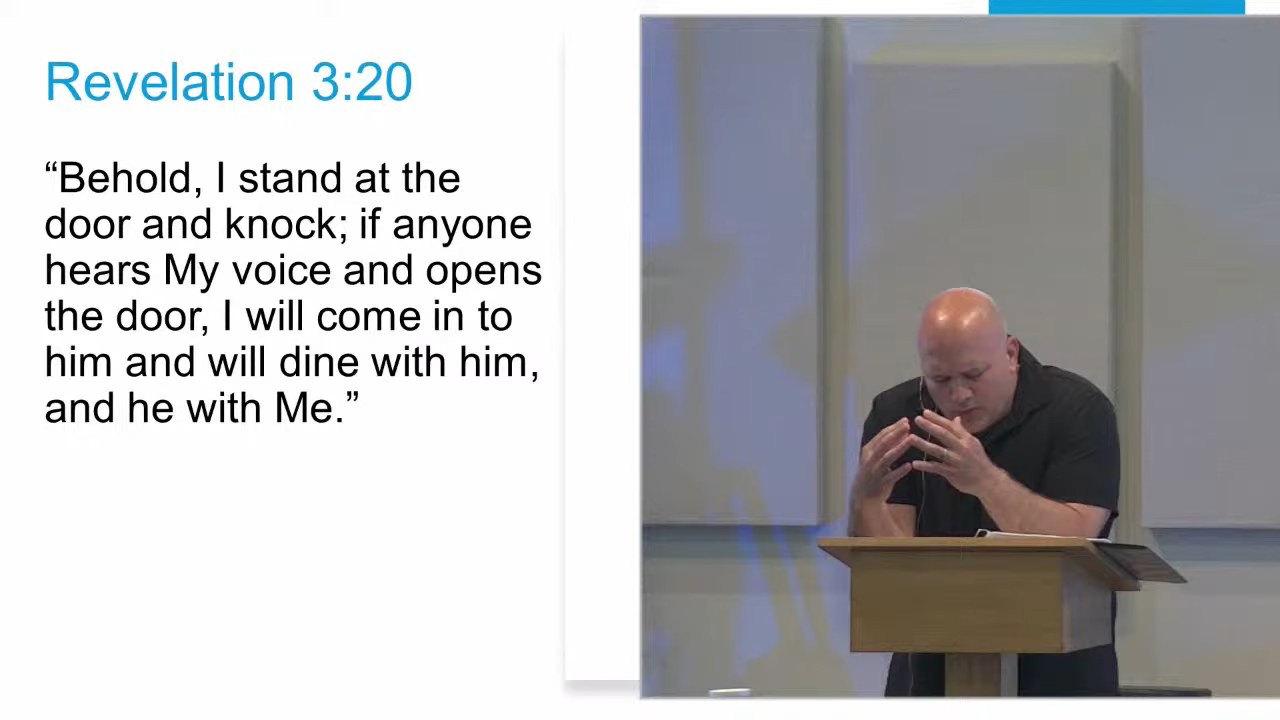 Revelation 3:20
“Behold, I stand at the
door and knock; if anyone
hears My voice and opens
the door, I will come in to
him and will dine with him,
and he with Me.”